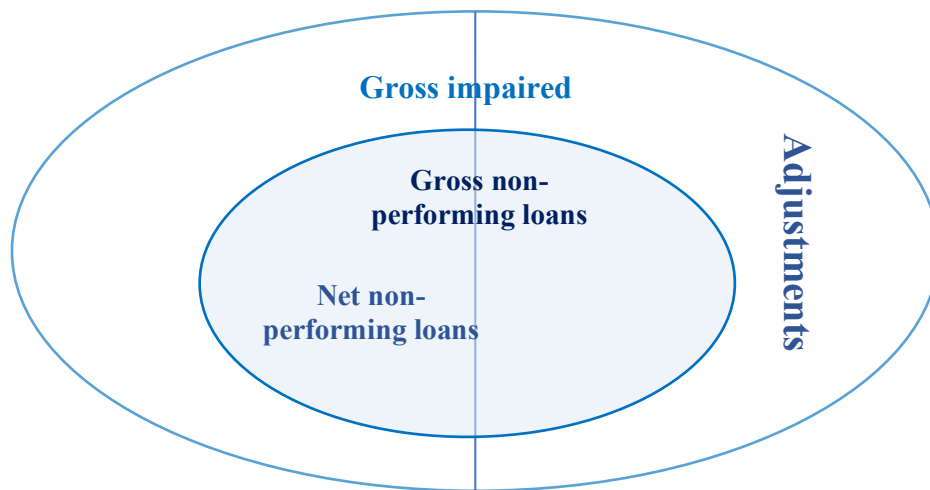 Gross impaired
Gross non-
performing loans
Net non-
performing loans
Adjustments